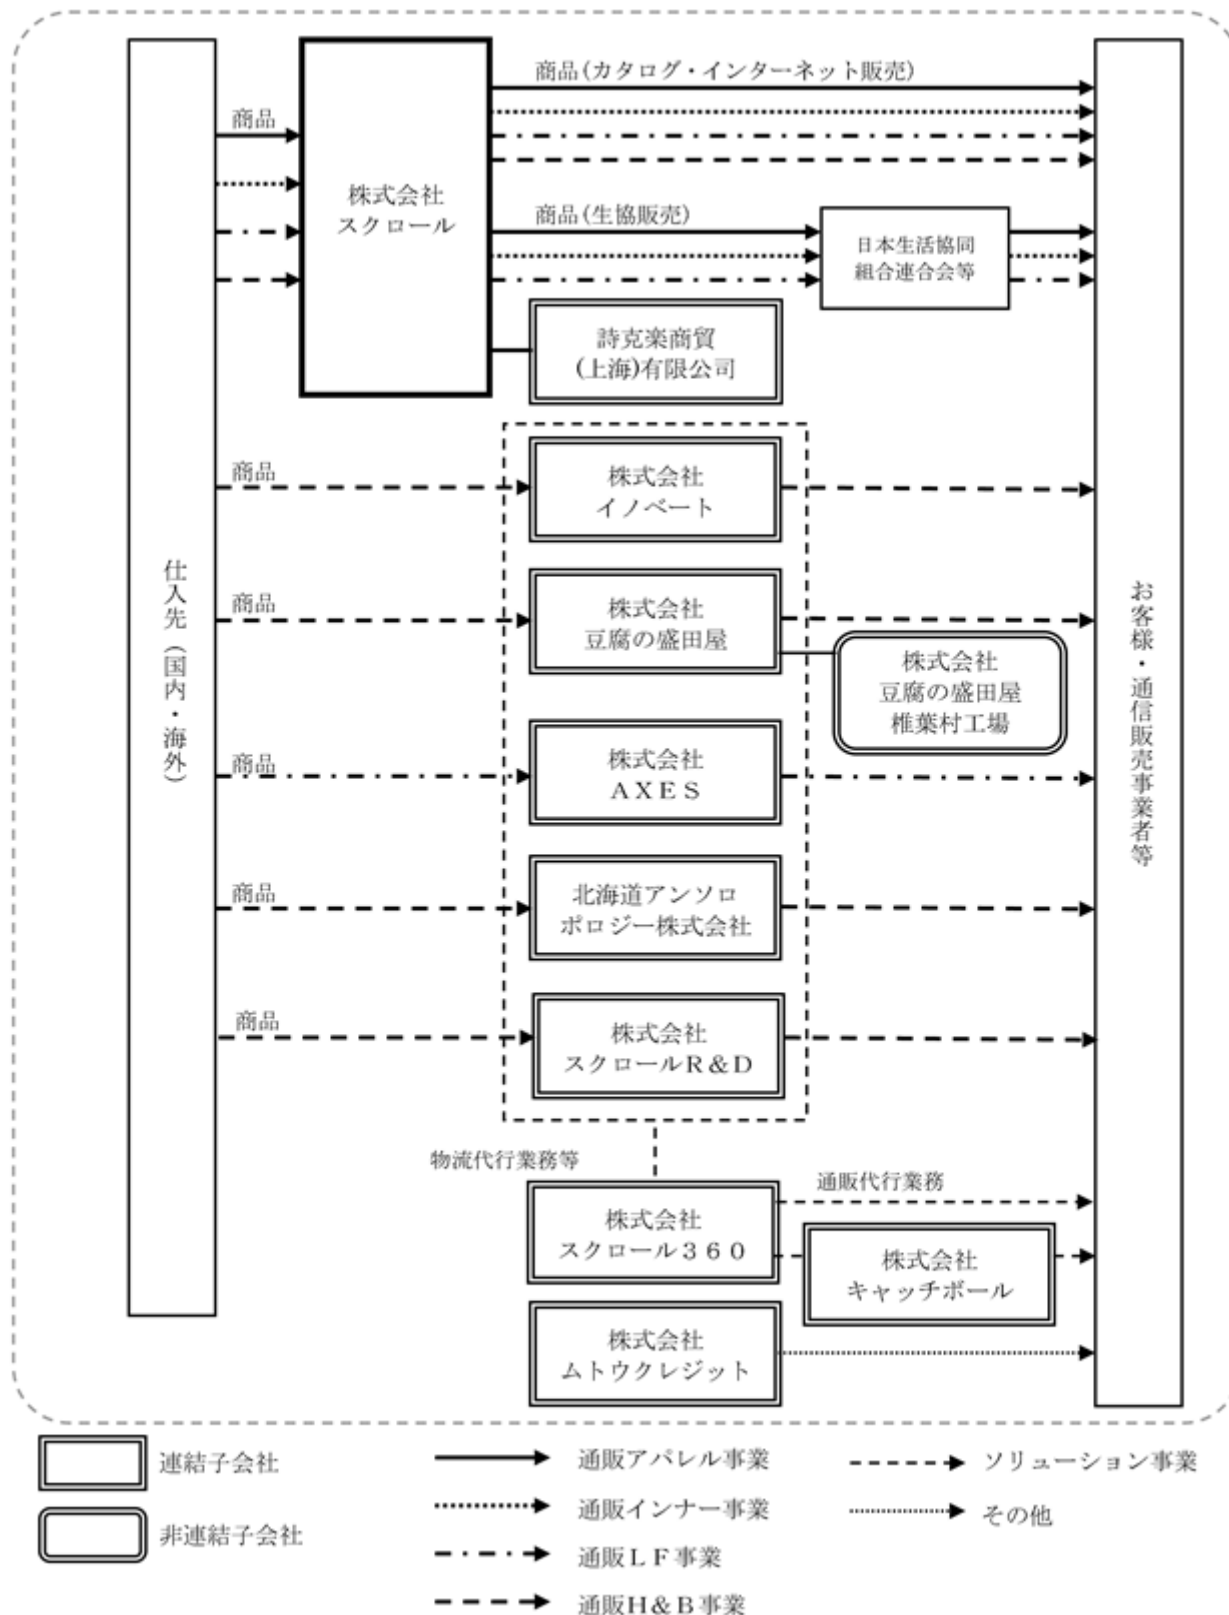 商品(カタログ・インターネット販売)
商品
株式会社
スクロール
商品(生協販売)
日本生活協同
組合連合会等
詩克楽商貿
(上海)有限公司
商品
株式会社
イノベート
仕入先(国内・海外)
お客様・通信販売事業者等
商品
株式会社
豆腐の盛田屋
株式会社
豆腐の盛田屋
椎葉村工場
商品
株式会社
AXES
商品
北海道アンソロ
ポロジー株式会社
商品
株式会社
スクロールR&D
物流代行業務等
通販代行業務
株式会社
スクロール360
株式会社
キャッチボール
株式会社
ムトウクレジット
連結子会社
非連結子会社
通販アパレル事業
通販インナー事業
通販LF事業
通販H&B事業
ソリューション事業
その他